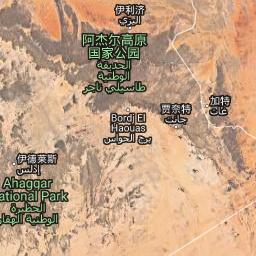 伊利济
اليزي
阿杰尔高原
国家公园
الحديقة
الوطنية
طاسيلي ناجر
Bordj El
Haouas
برج الحواس
贾奈特
جانت
加特
غات
伊德莱斯
إدلس
Ahaggar
National Park
الحظيرة
الوطنية الهقار